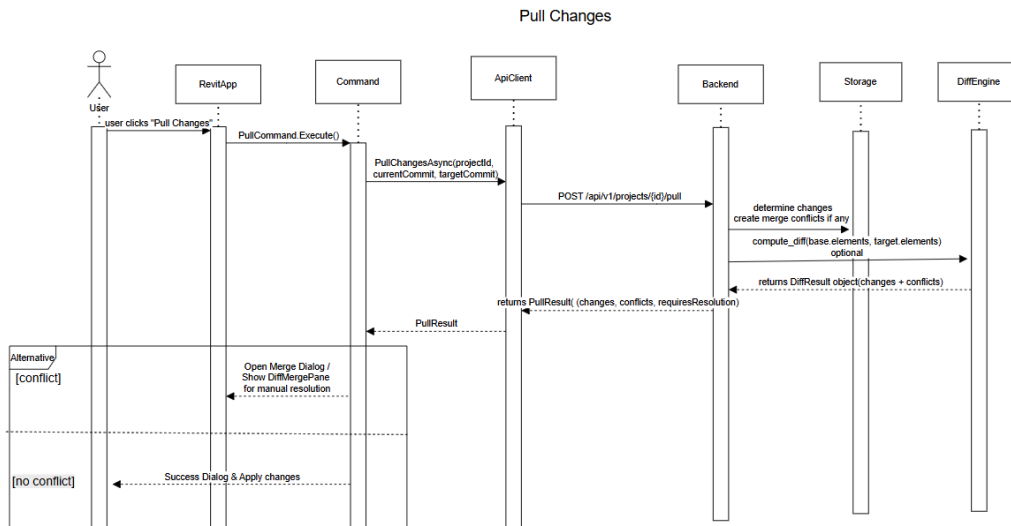 Pull Changes
User
RevitApp
Command
ApiClient
Backend
Storage
DiffEngine
user clicks "Pull Changes"
PullCommand.Execute()
PullChangesAsync(projectId,
currentCommit, targetCommit)
POST /api/v1/projects/{id}/pull
determine changes
create merge conflicts if any
compute_diff(base.elements, target.elements)
optional
returns DiffResult object(changes + conflicts)
returns PullResult( (changes, conflicts, requiresResolution)
PullResult
Alternative
[conflict]
Open Merge Dialog /
Show DiffMergePane
for manual resolution
[no conflict]
Success Dialog & Apply changes